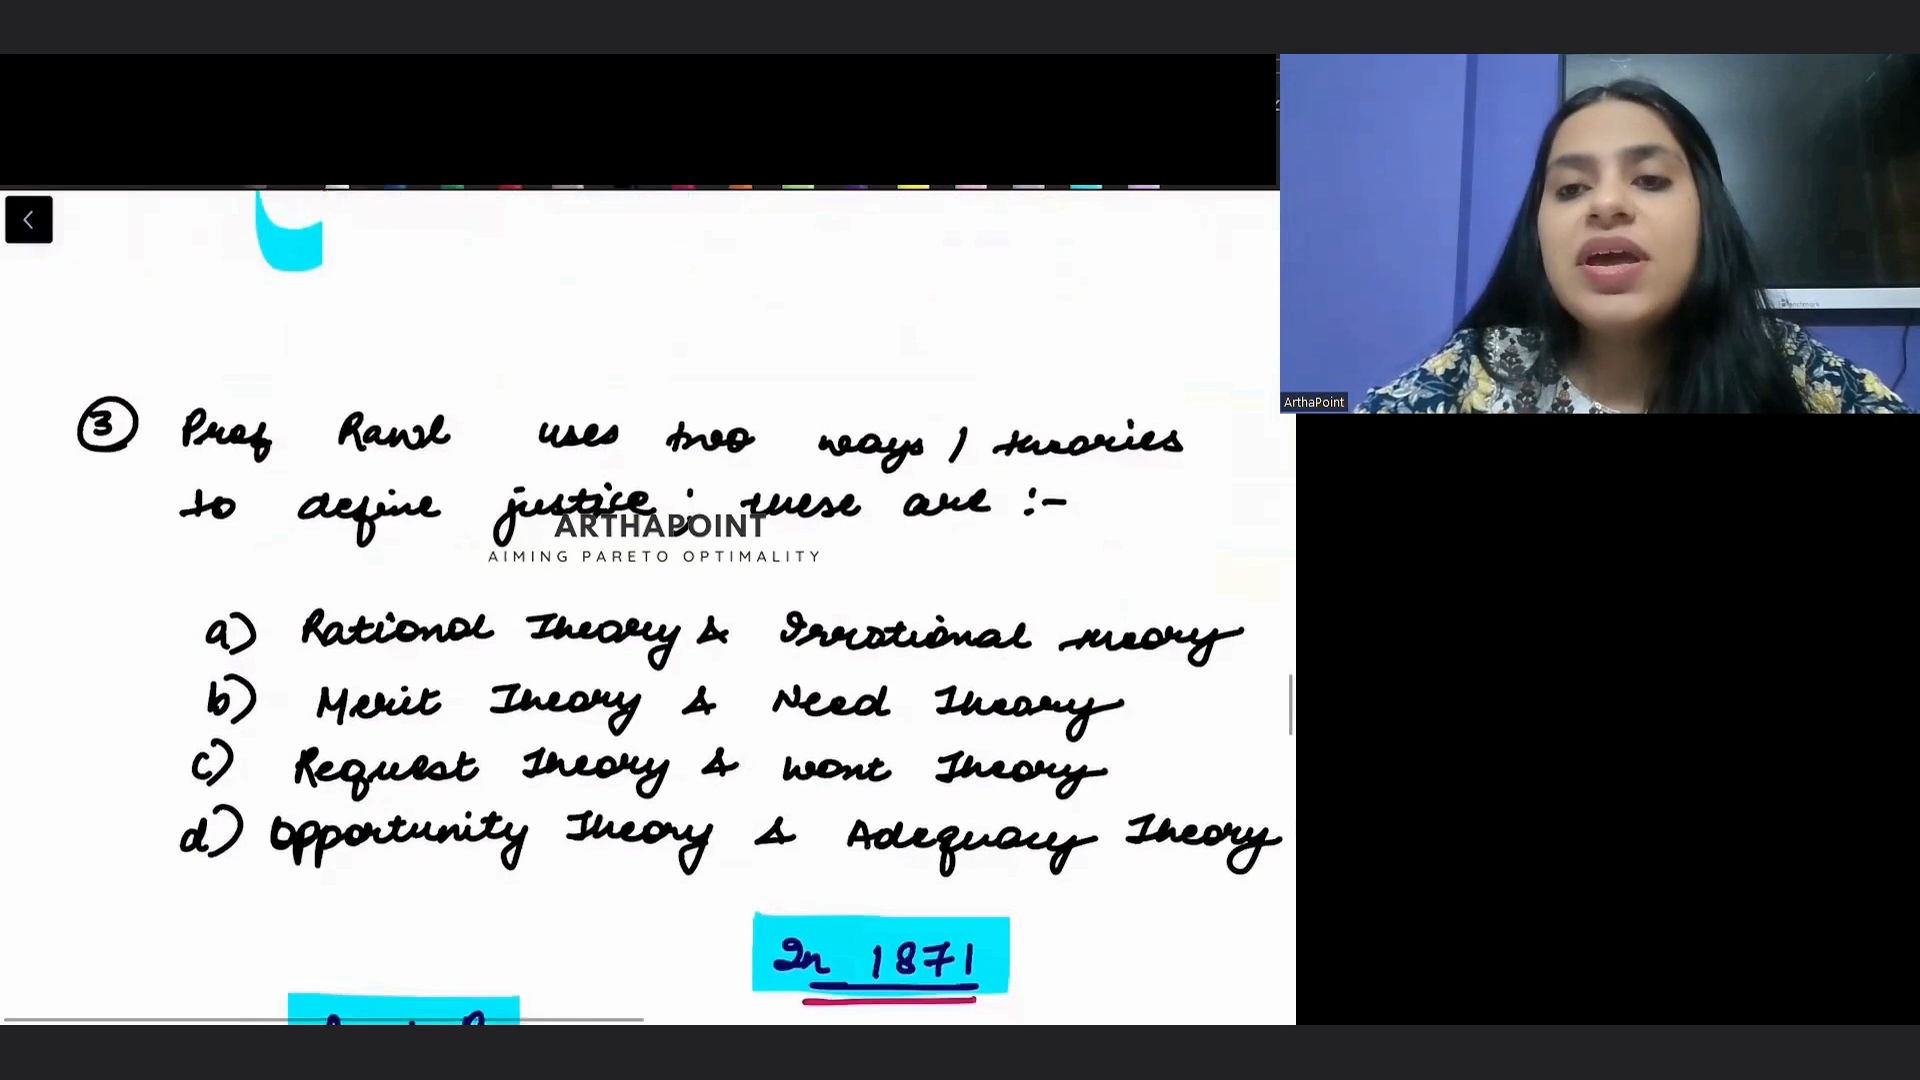 ArthaPoint
③ Prof Rawl uses two ways / theories
to define justice ; these are :-
ARTHAPOINT
AIMING PARETO OPTIMALITY
a) Rational Theory & Irrational theory
b) Merit Theory & Need Theory
c) Request Theory & Want Theory
d) Opportunity Theory & Adequacy Theory
In 1871